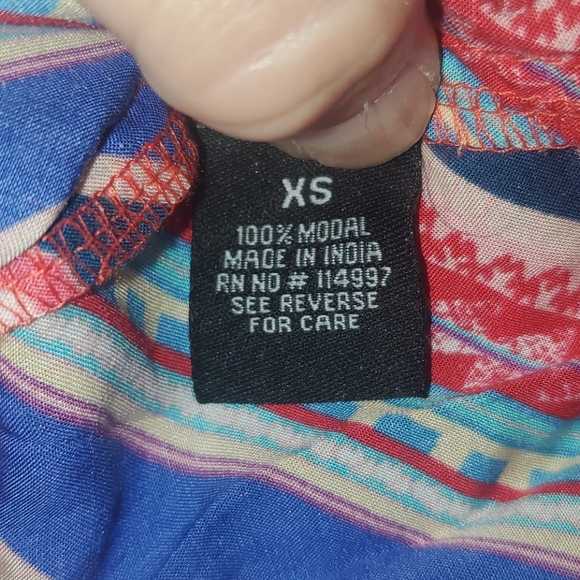 XS
100% MODAL
MADE IN INDIA
RN NO # 114997
SEE REVERSE
FOR CARE